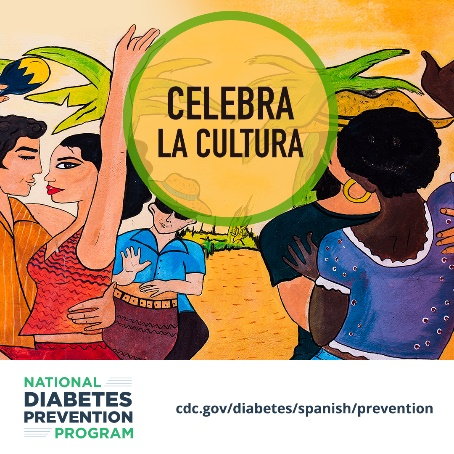 CELEBRA
LA CULTURA
NATIONAL
DIABETES
PREVENTION
PROGRAM
cdc.gov/diabetes/spanish/prevention